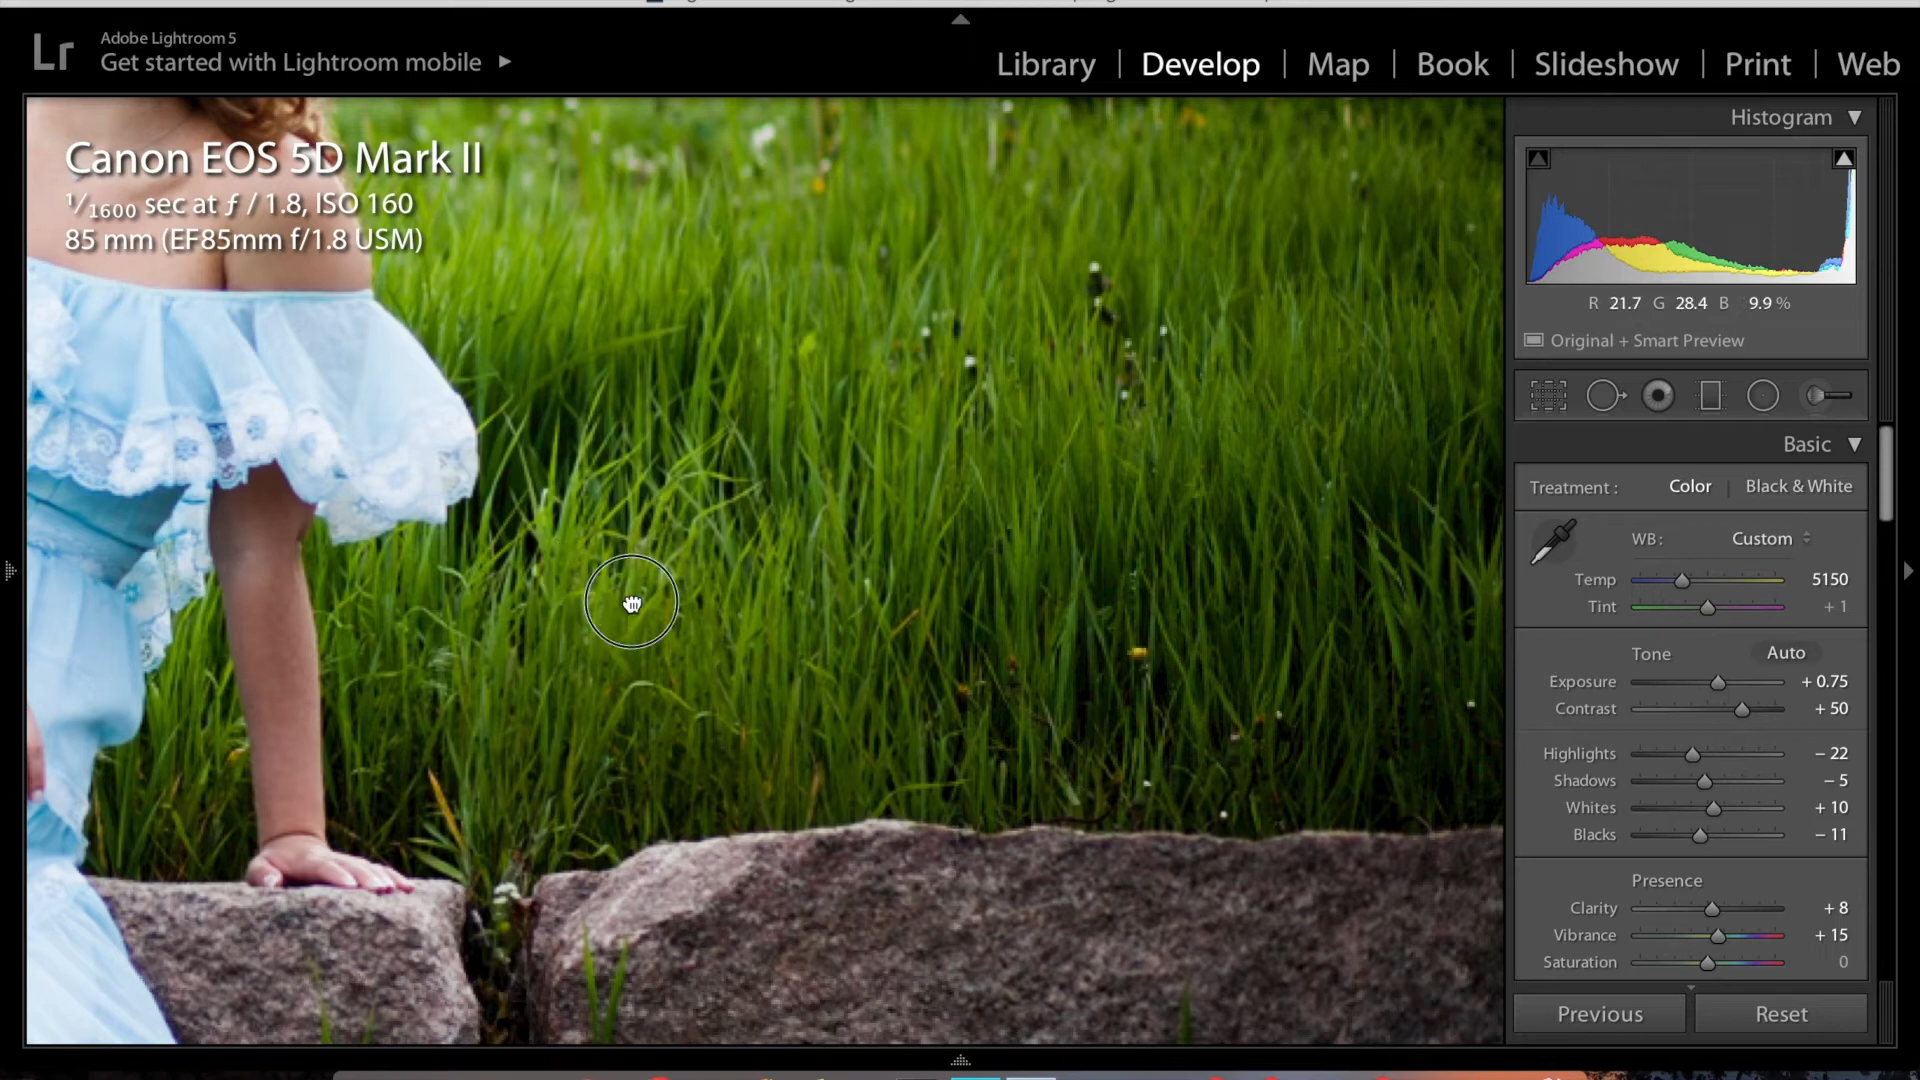 Lr
Adobe Lightroom 5
Get started with Lightroom mobile
Library | Develop | Map | Book | Slideshow | Print | Web
Canon EOS 5D Mark II
1/1600 sec at ƒ / 1.8, ISO 160
85 mm (EF85mm f/1.8 USM)
Histogram
R 21.7 G 28.4 B 9.9 %
Original + Smart Preview
Basic
Treatment : Color | Black & White
WB : Custom
Temp 5150
Tint + 1
Tone Auto
Exposure + 0.75
Contrast + 50
Highlights − 22
Shadows − 5
Whites + 10
Blacks − 11
Presence
Clarity + 8
Vibrance + 15
Saturation 0
Previous Reset